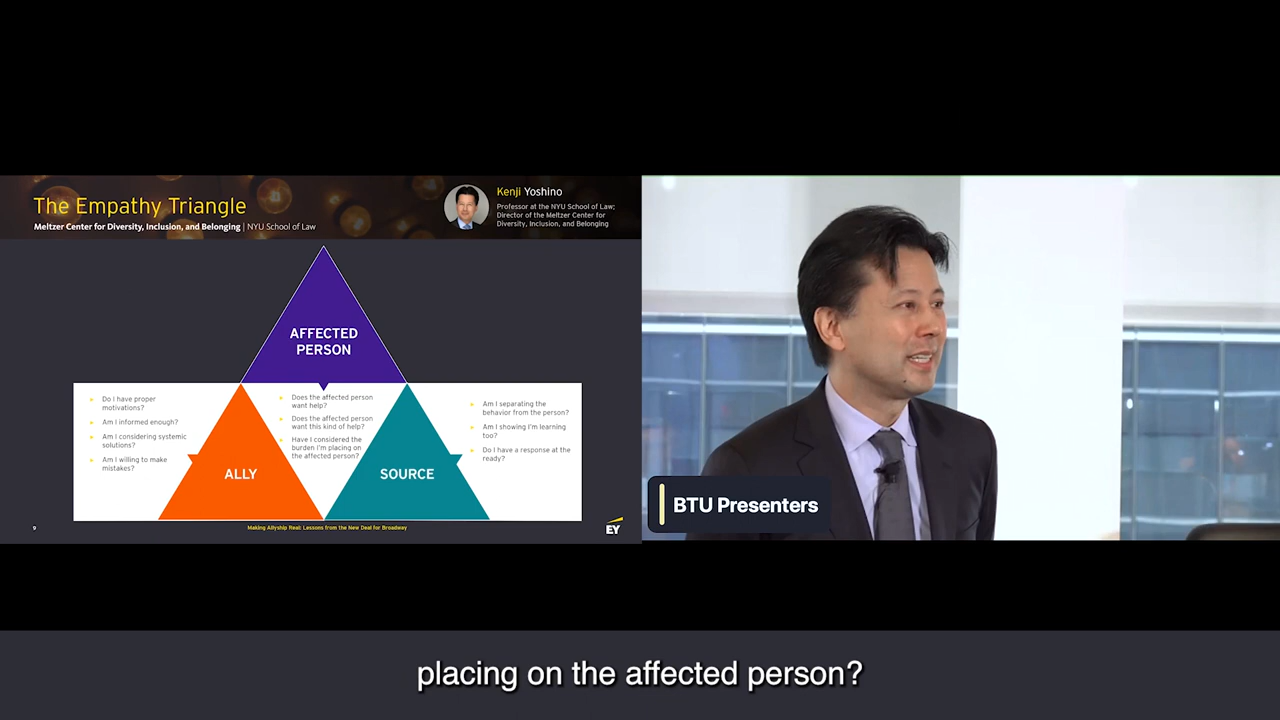 The Empathy Triangle
Meltzer Center for Diversity, Inclusion, and Belonging | NYU School of Law
Kenji Yoshino
Professor at the NYU School of Law;
Director of the Meltzer Center for
Diversity, Inclusion, and Belonging
AFFECTED
PERSON
Do I have proper
motivations?
Am I informed enough?
Am I considering systemic
solutions?
Am I willing to make
mistakes?
ALLY
Does the affected person
want help?
Does the affected person
want this kind of help?
Have I considered the
burden I'm placing on
the affected person?
SOURCE
Am I separating the
behavior from the person?
Am I showing I'm learning
too?
Do I have a response at the
ready?
9
Making Allyship Real: Lessons from the New Deal for Broadway
EY
BTU Presenters
placing on the affected person?